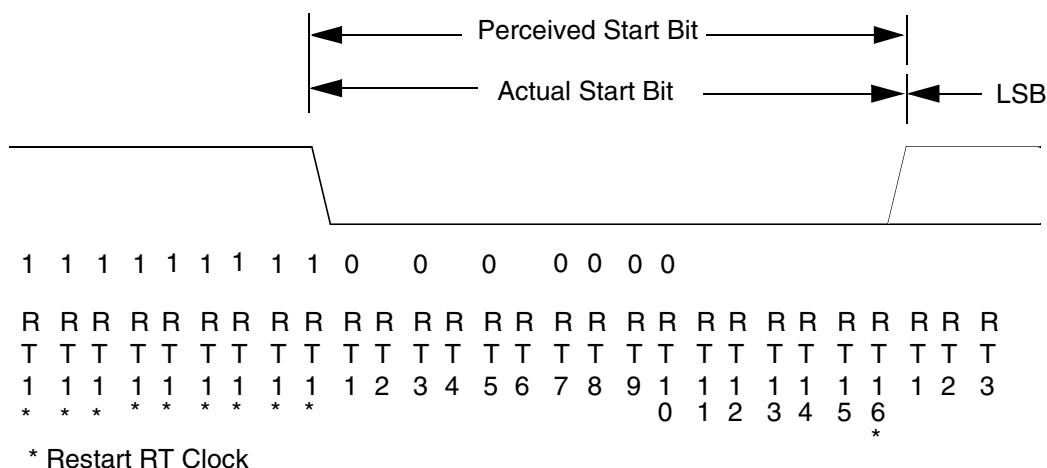 Perceived Start Bit
Actual Start Bit LSB
1 1 1 1 1 1 1 1 1 0 0 0 0 0 0 0
R R R R R R R R R R R R R R R R R R R R R R R R R R R R
T T T T T T T T T T T T T T T T T T T T T T T T T T T T
1 1 1 1 1 1 1 1 1 1 2 3 4 5 6 7 8 9 1 1 1 1 1 1 1 1 2 3
* * * * * * * * * 0 1 2 3 4 5 6
*
* Restart RT Clock